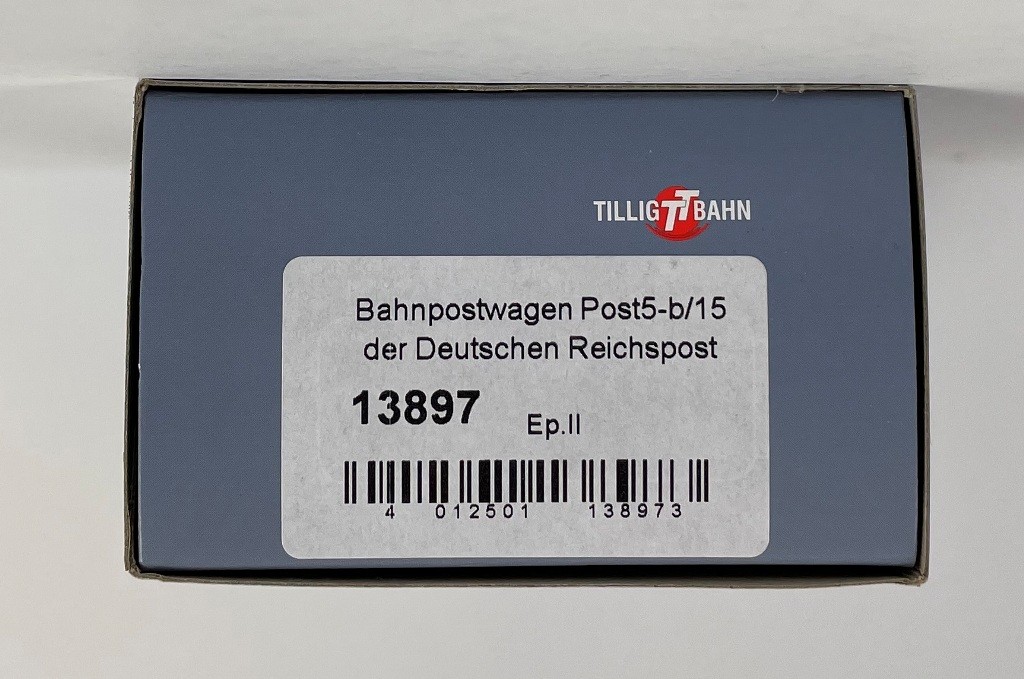 TILLIG TT BAHN
Bahnpostwagen Post5-b/15
der Deutschen Reichspost
13897 Ep.II
4 012501 138973